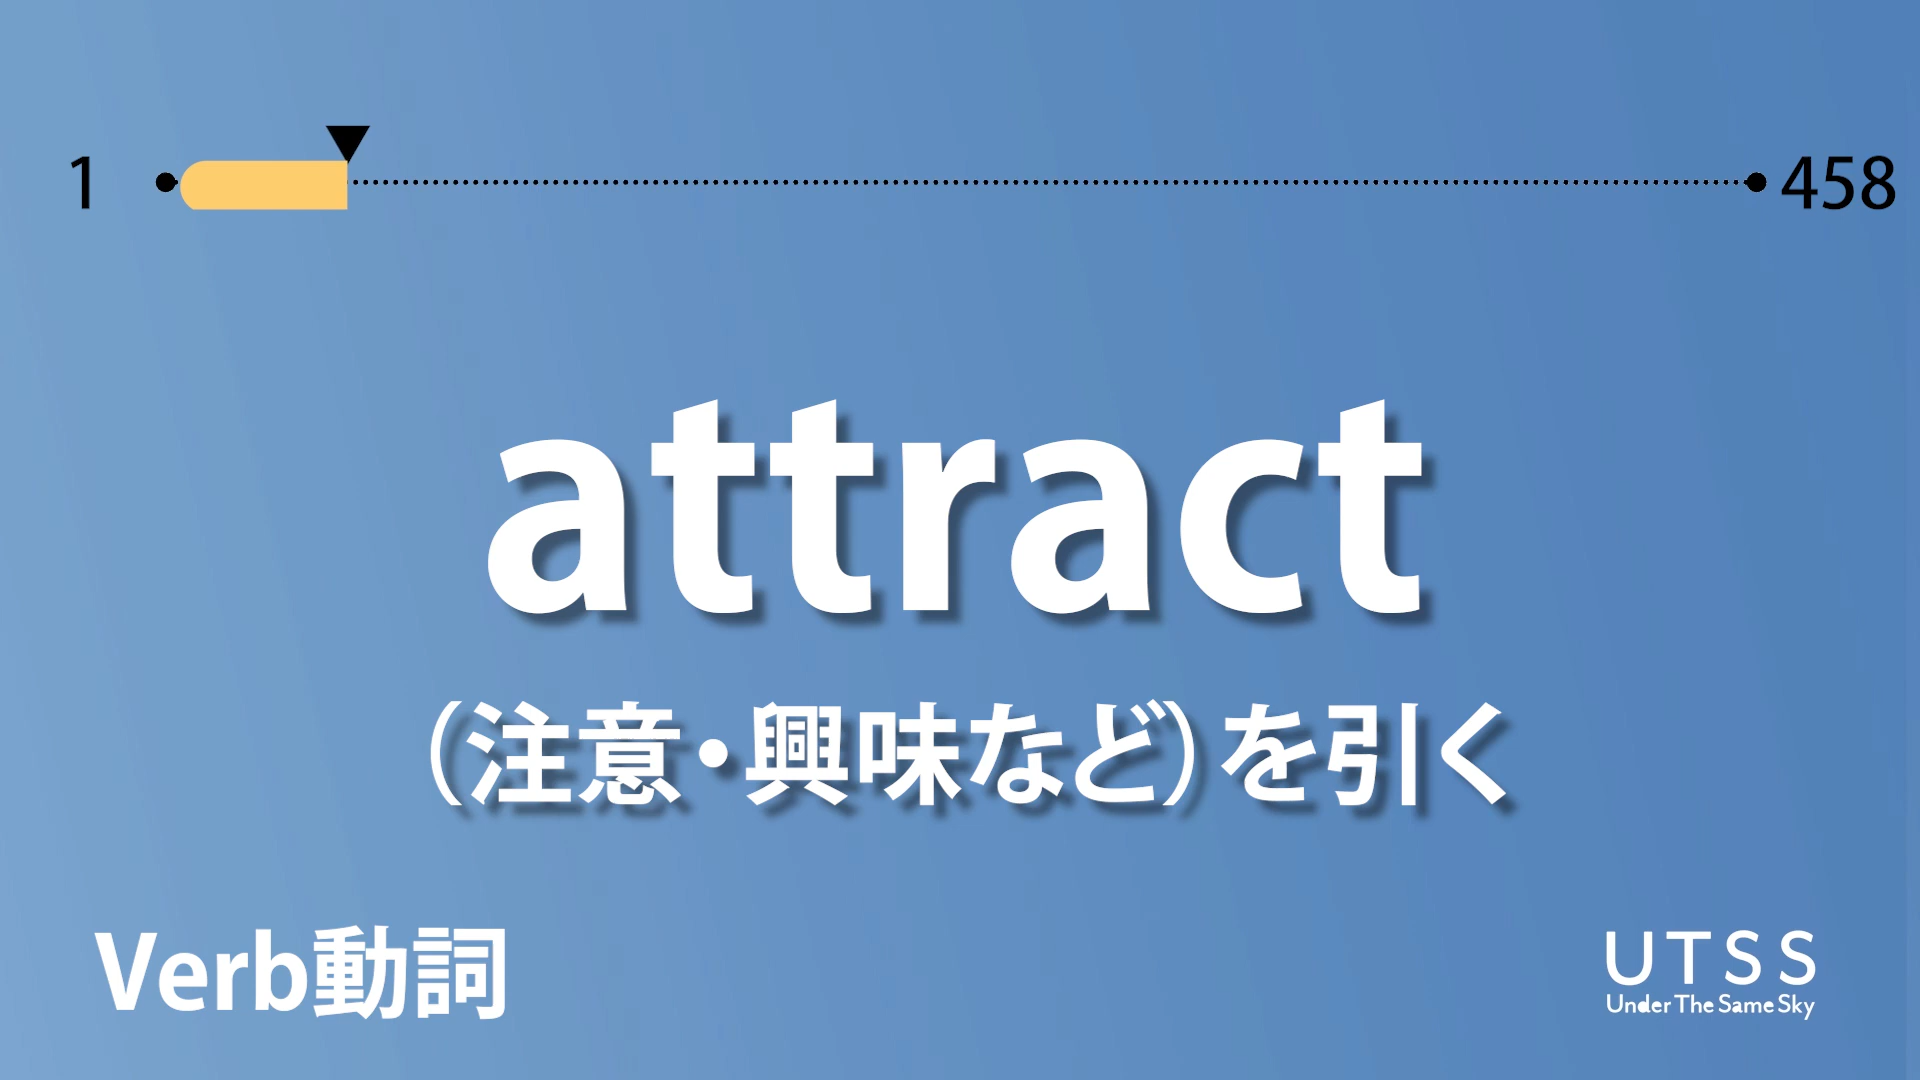 1
458
attract
(注意・興味など)を引く
Verb動詞
UTSS
Under The Same Sky